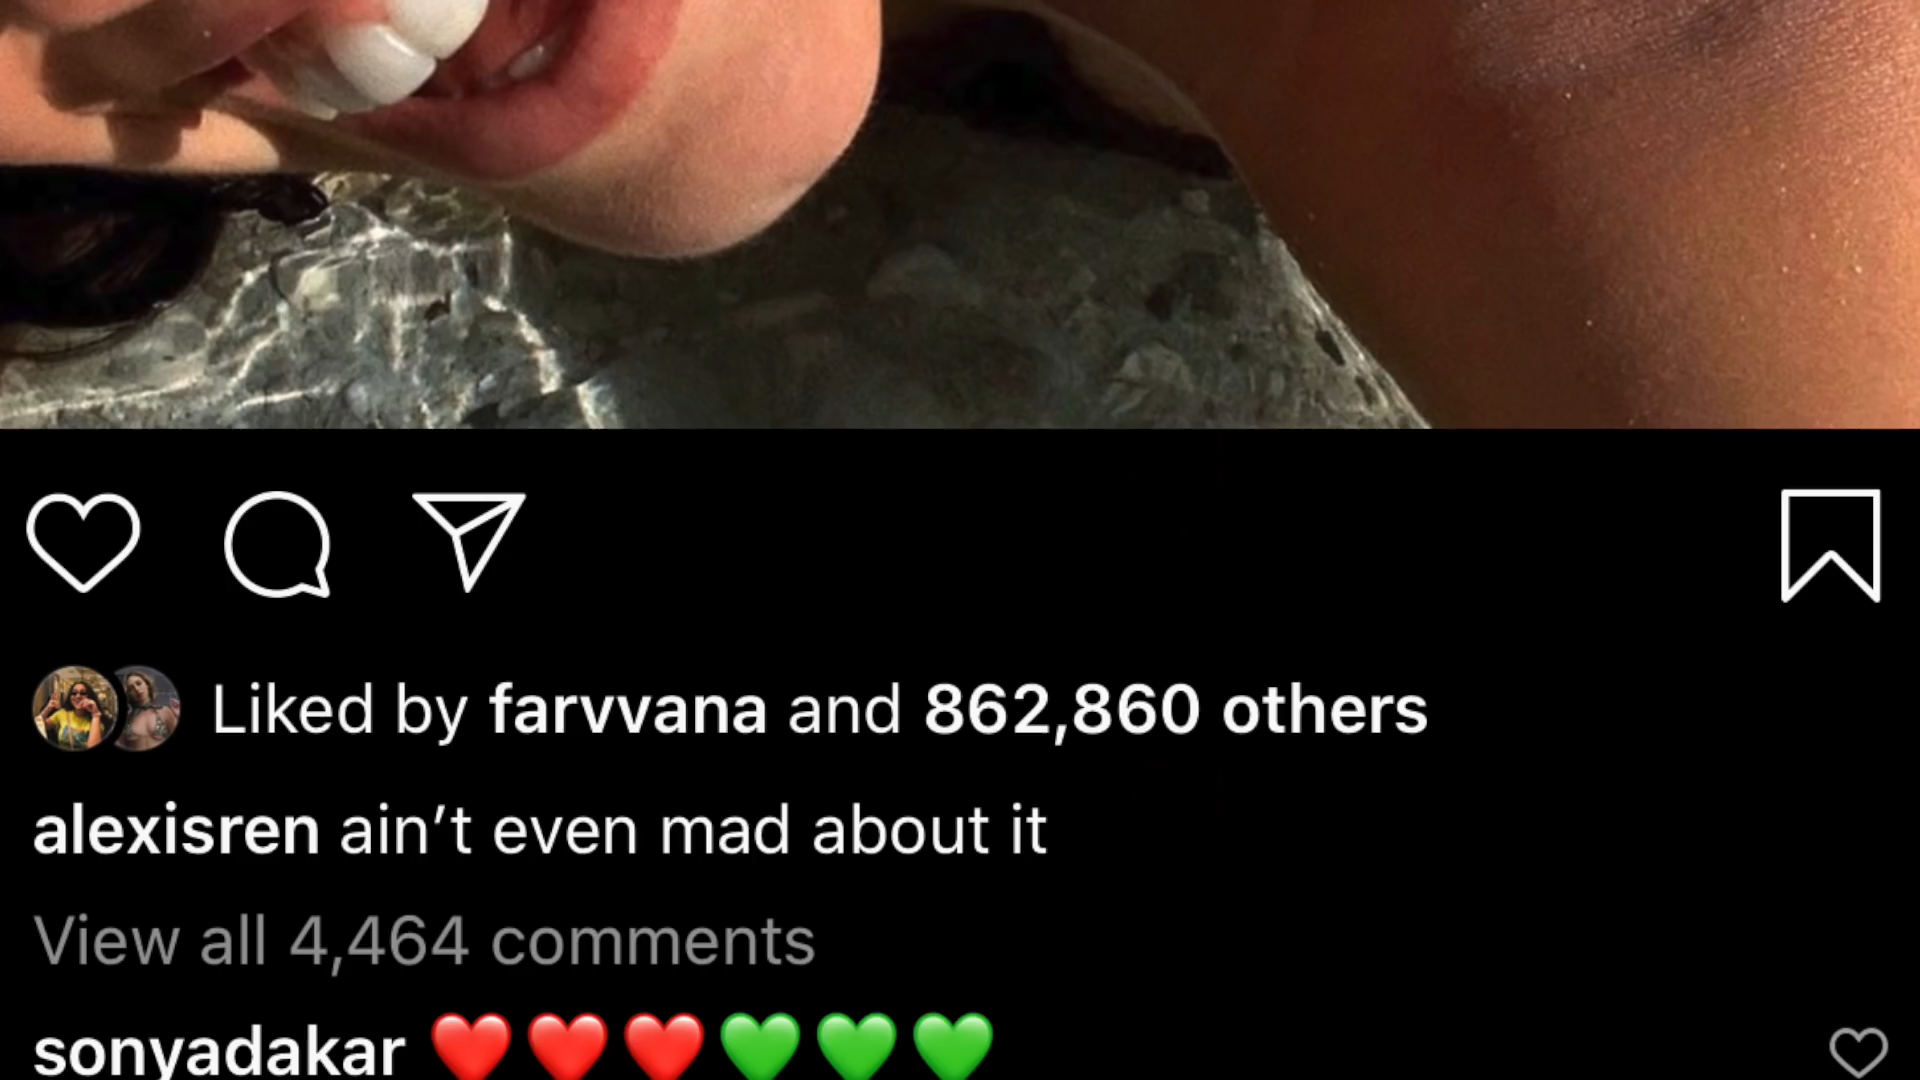 Liked by farvvana and 862,860 others
alexisren ain’t even mad about it
View all 4,464 comments
sonyadakar ❤️❤️❤️💚💚💚